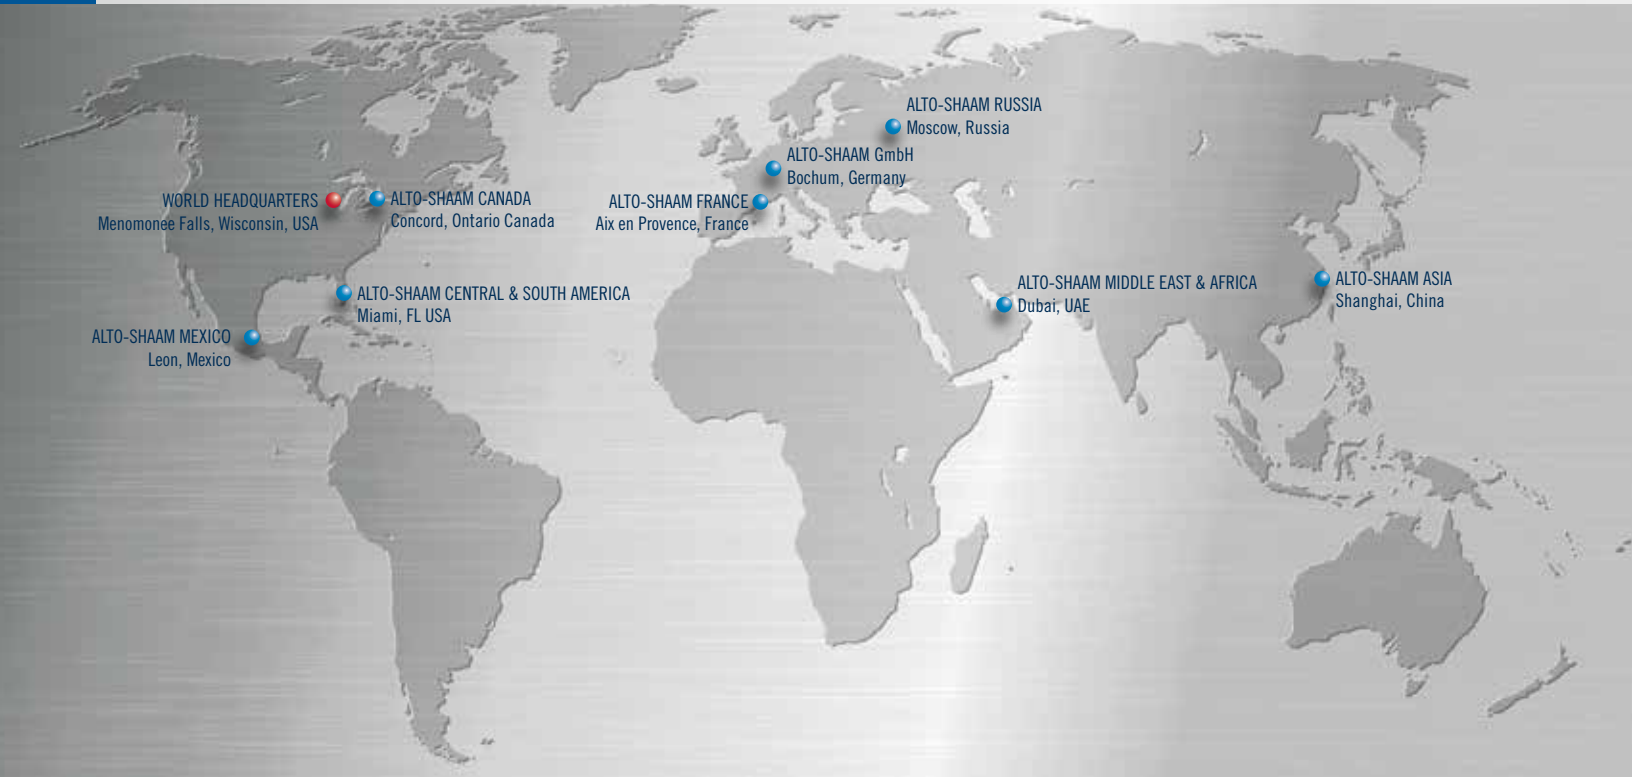 ALTO-SHAAM RUSSIA
Moscow, Russia
ALTO-SHAAM GmbH
Bochum, Germany
WORLD HEADQUARTERS
Menomonee Falls, Wisconsin, USA
ALTO-SHAAM CANADA
Concord, Ontario Canada
ALTO-SHAAM FRANCE
Aix en Provence, France
ALTO-SHAAM CENTRAL & SOUTH AMERICA
Miami, FL USA
ALTO-SHAAM MIDDLE EAST & AFRICA
Dubai, UAE
ALTO-SHAAM ASIA
Shanghai, China
ALTO-SHAAM MEXICO
Leon, Mexico